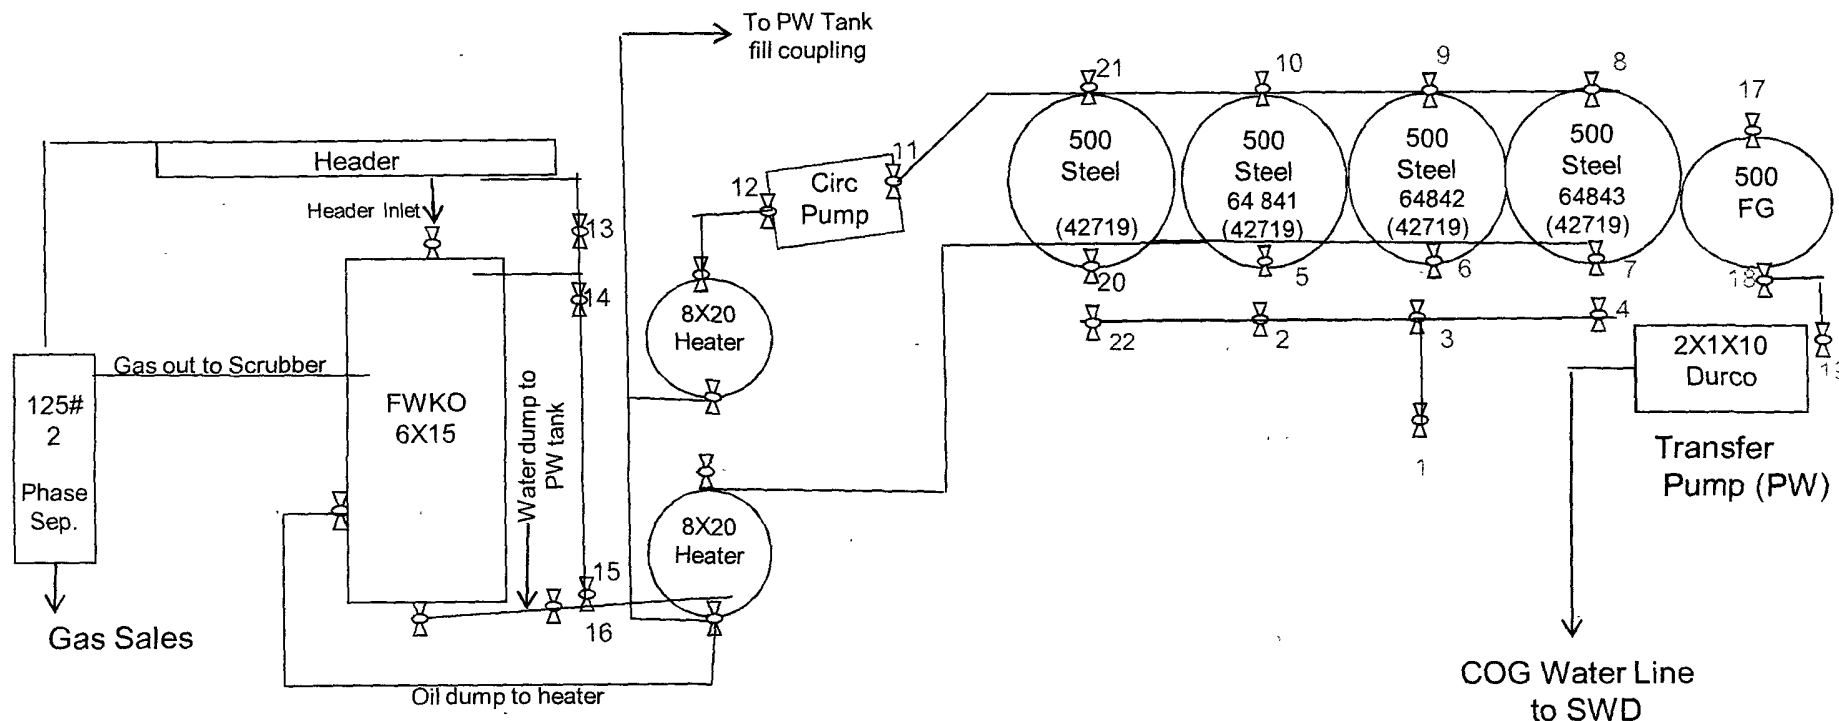 To PW Tank
fill coupling
21
10
9
8
17
Header
Header Inlet
13
14
12
11
Circ
Pump
500
Steel
(42719)
500
Steel
64 841
(42719)
500
Steel
64842
(42719)
500
Steel
64843
(42719)
500
FG
20
5
6
7
18
22
2
3
4
1
8X20
Heater
Gas out to Scrubber
125#
2
Phase
Sep.
FWKO
6X15
Water dump to
PW tank
2X1X10
Durco
Transfer
Pump (PW)
8X20
Heater
15
16
Gas Sales
Oil dump to heater
COG Water Line
to SWD